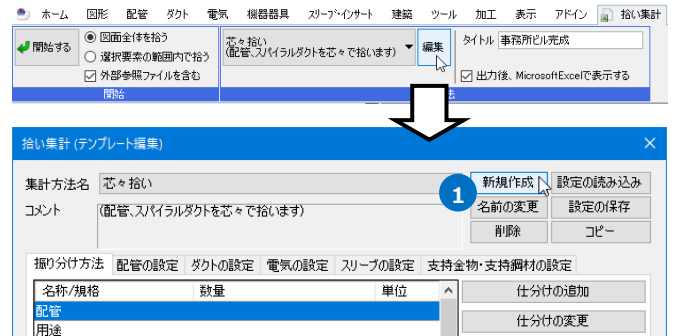 ホーム 図形 配管 ダクト 電気 機器器具 スリーブ・インサート 建築 ツール 加工 表示 アドイン 拾い集計
開始する
図面全体を拾う
選択要素の範囲内で拾う
外部参照ファイルを含む
開始
芯々拾い
(配管、スパイラルダクトを芯々で拾います)
編集
タイトル 事務所ビル完成
出力後、MicrosoftExcelで表示する
法
拾い集計 (テンプレート編集)
集計方法名 芯々拾い
新規作成 設定の読み込み
1
コメント (配管、スパイラルダクトを芯々で拾います)
名前の変更 設定の保存
削除 コピー
振り分け方法 配管の設定 ダクトの設定 電気の設定 スリーブの設定 支持金物・支持鋼材の設定
名称/規格 数量 単位
仕分けの追加
配管
用途
仕分けの変更